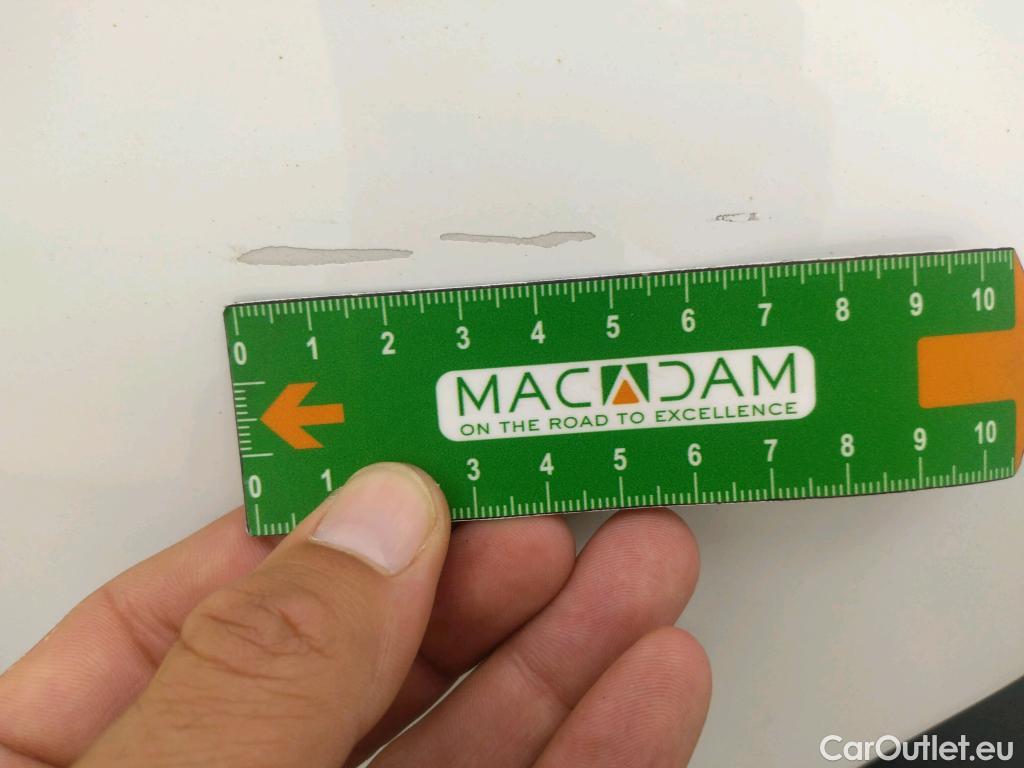 0 1 2 3 4 5 6 7 8 9 10
MACADAM
ON THE ROAD TO EXCELLENCE
0 1 3 4 5 6 7 8 9 10
CarOutlet.eu